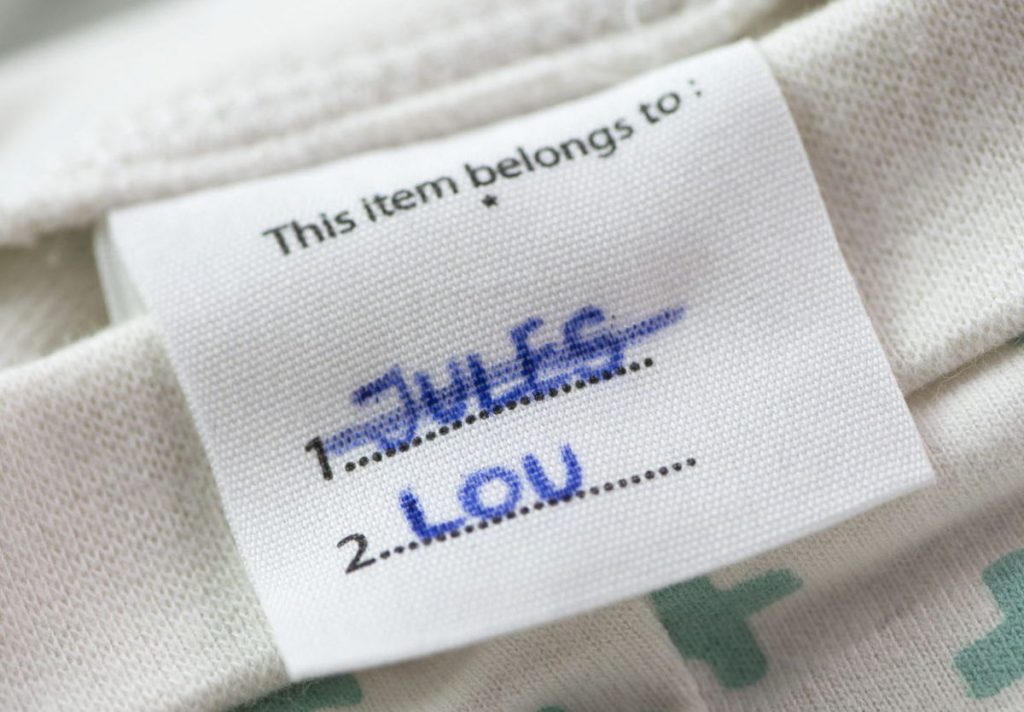 This item belongs to :
*
1 JULES
2 LOU